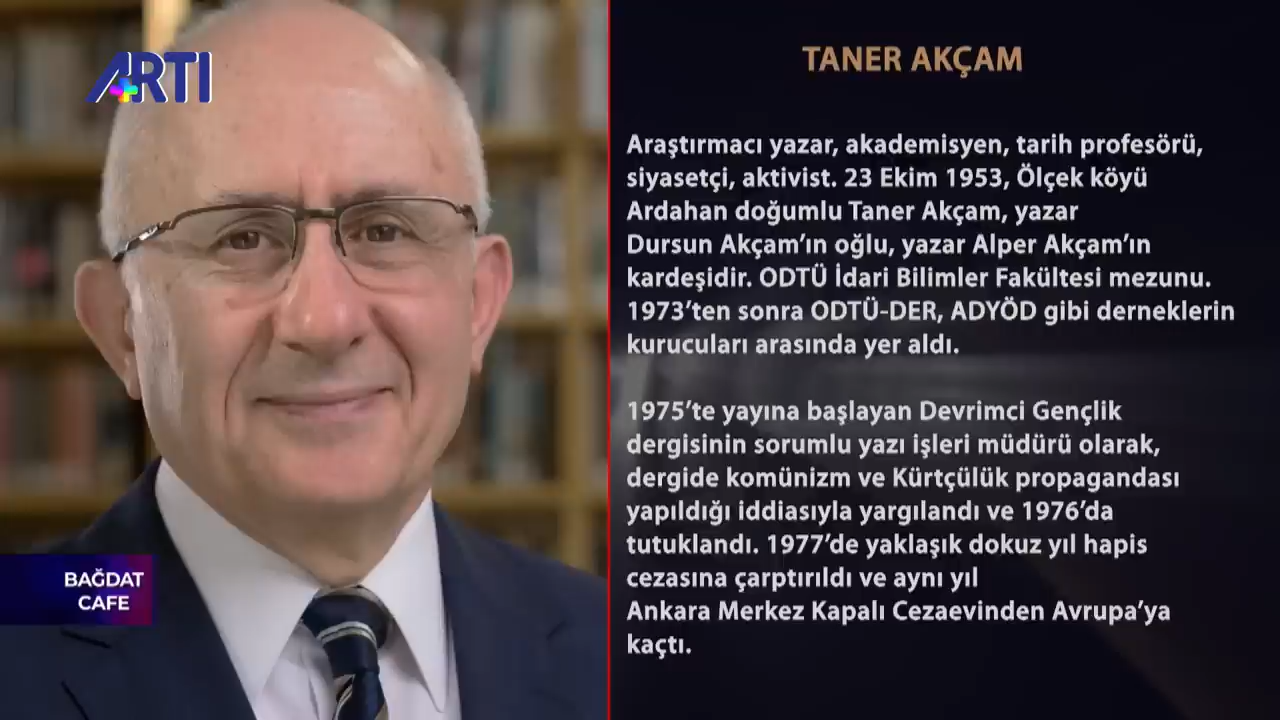 ARTI
TANER AKÇAM
Araştırmacı yazar, akademisyen, tarih profesörü,
siyasetçi, aktivist. 23 Ekim 1953, Ölçek köyü
Ardahan doğumlu Taner Akçam, yazar
Dursun Akçam’ın oğlu, yazar Alper Akçam’ın
kardeşidir. ODTÜ İdari Bilimler Fakültesi mezunu.
1973’ten sonra ODTÜ-DER, ADYÖD gibi derneklerin
kurucuları arasında yer aldı.
1975’te yayına başlayan Devrimci Gençlik
dergisinin sorumlu yazı işleri müdürü olarak,
dergide komünizm ve Kürtçülük propagandası
yapıldığı iddiasıyla yargılandı ve 1976’da
tutuklandı. 1977’de yaklaşık dokuz yıl hapis
cezasına çarptırıldı ve aynı yıl
Ankara Merkez Kapalı Cezaevinden Avrupa’ya
kaçtı.
BAĞDAT
CAFE